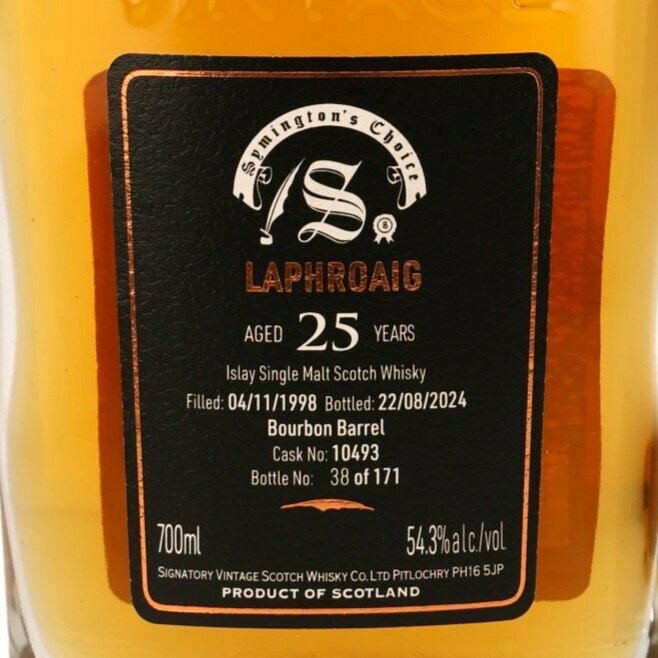 VINTAGE
Symington's Choice
S
LAPHROAIG
AGED 25 YEARS
Islay Single Malt Scotch Whisky
Filled: 04/11/1998 Bottled: 22/08/2024
Bourbon Barrel
Cask No: 10493
Bottle No: 38 of 171
700ml 54.3%alc./vol.
SIGNATORY VINTAGE SCOTCH WHISKY CO. LTD PITLOCHRY PH16 5JP
PRODUCT OF SCOTLAND